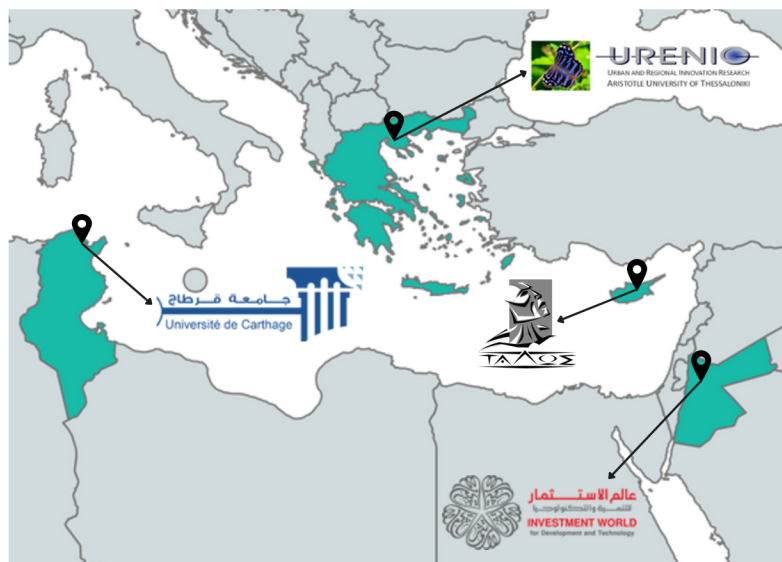 URENIO
URBAN AND REGIONAL INNOVATION RESEARCH
ARISTOTLE UNIVERSITY OF THESSALONIKI
جامعة قرطاج
Université de Carthage
ΤΑΛΩΣ
عالم الاستثمار
للتنمية والتكنولوجيا
INVESTMENT WORLD
for Development and Technology